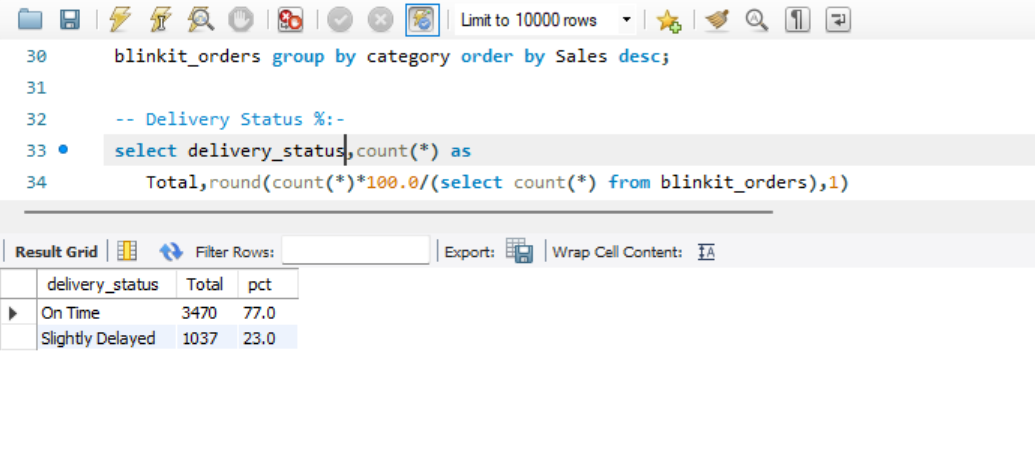 Limit to 10000 rows
30 blinkit_orders group by category order by Sales desc;
31
32 -- Delivery Status %:-
33 select delivery_status,count(*) as
34 Total,round(count(*)*100.0/(select count(*) from blinkit_orders),1)
Result Grid Filter Rows: Export: Wrap Cell Content: IA
delivery_status Total pct
On Time 3470 77.0
Slightly Delayed 1037 23.0